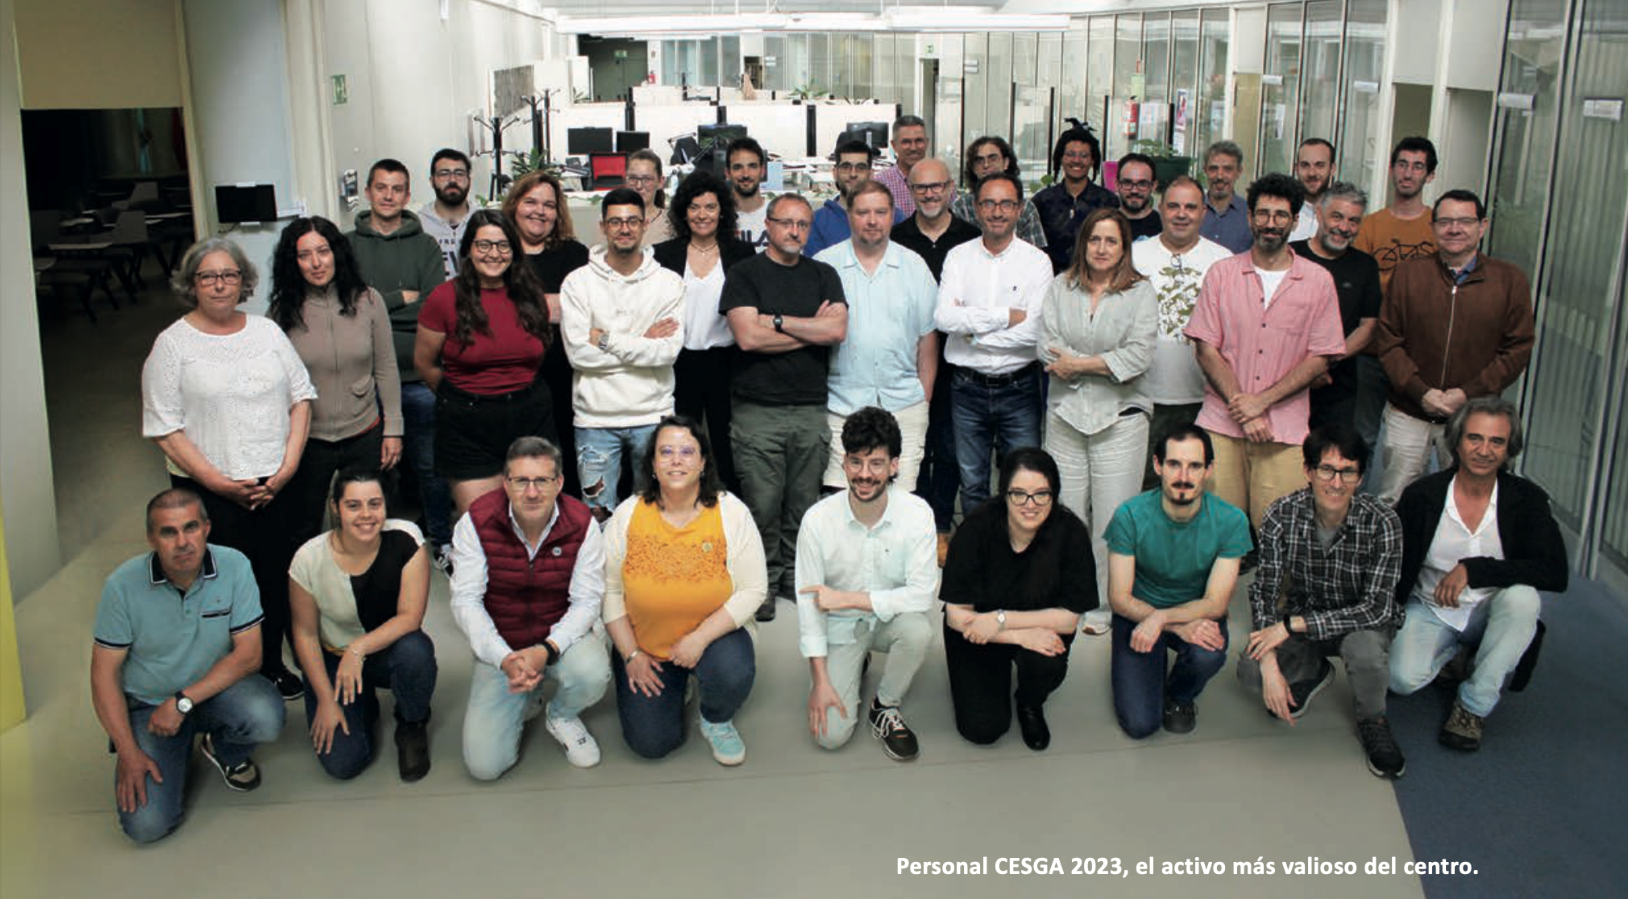 Personal CESGA 2023, el activo más valioso del centro.